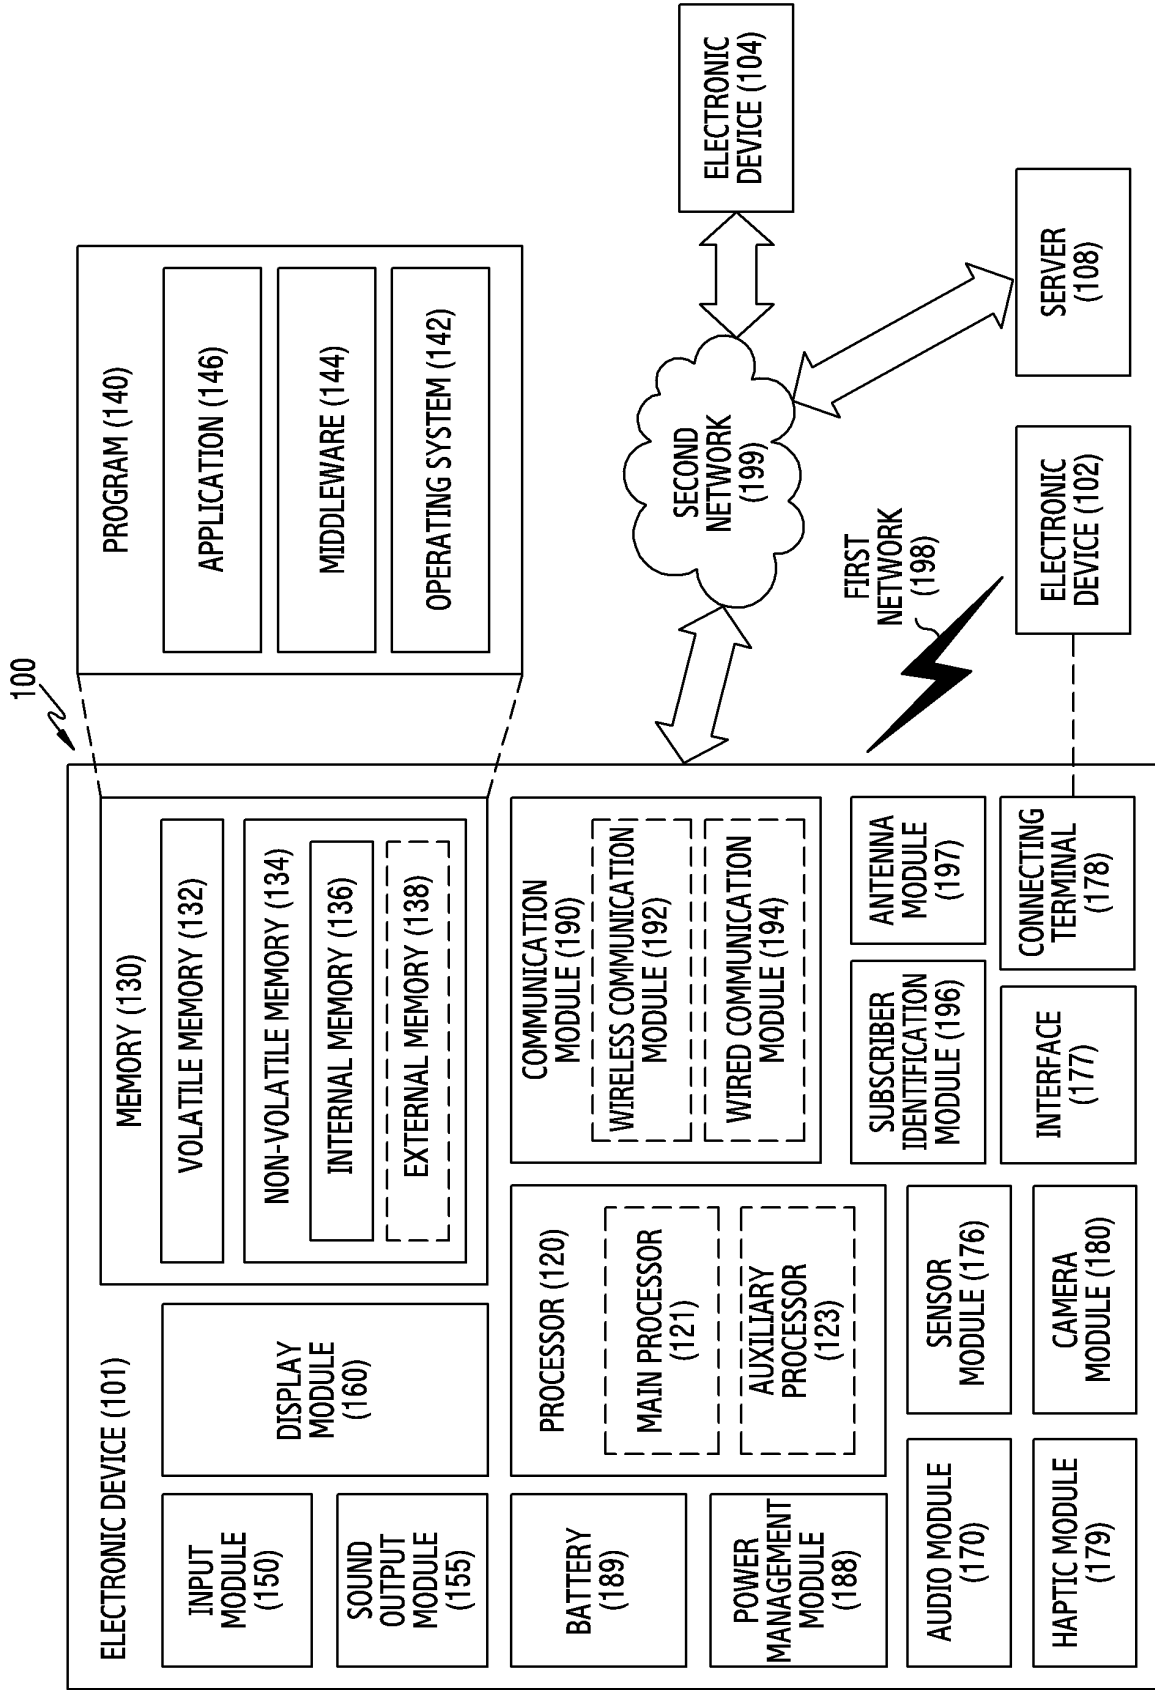 100
ELECTRONIC DEVICE (101)
INPUT
MODULE
(150)
SOUND
OUTPUT
MODULE
(155)
DISPLAY
MODULE
(160)
MEMORY (130)
VOLATILE MEMORY (132)
NON-VOLATILE MEMORY (134)
INTERNAL MEMORY (136)
EXTERNAL MEMORY (138)
PROGRAM (140)
APPLICATION (146)
MIDDLEWARE (144)
OPERATING SYSTEM (142)
BATTERY
(189)
POWER
MANAGEMENT
MODULE
(188)
PROCESSOR (120)
MAIN PROCESSOR
(121)
AUXILIARY
PROCESSOR
(123)
COMMUNICATION
MODULE (190)
WIRELESS COMMUNICATION
MODULE (192)
WIRED COMMUNICATION
MODULE (194)
SECOND
NETWORK
(199)
ELECTRONIC
DEVICE (104)
AUDIO MODULE
(170)
SENSOR
MODULE (176)
SUBSCRIBER
IDENTIFICATION
MODULE (196)
ANTENNA
MODULE
(197)
FIRST
NETWORK
(198)
HAPTIC MODULE
(179)
CAMERA
MODULE (180)
INTERFACE
(177)
CONNECTING
TERMINAL
(178)
ELECTRONIC
DEVICE (102)
SERVER
(108)